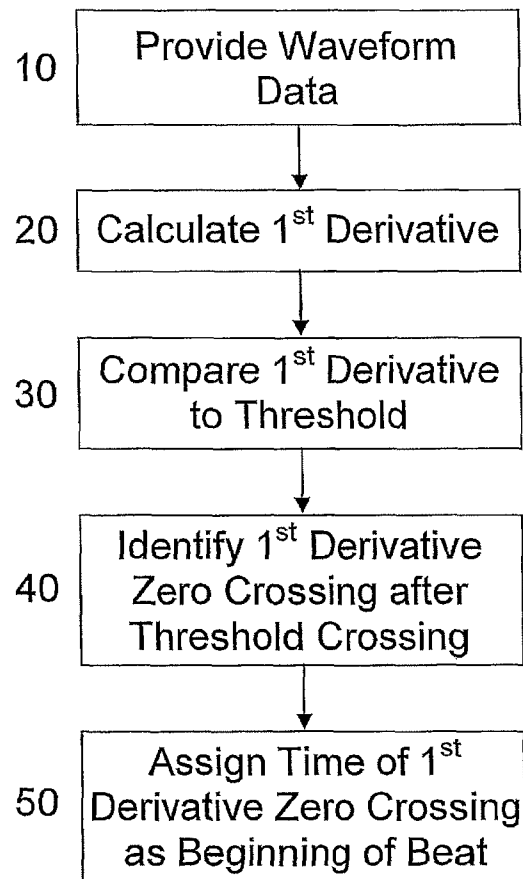 10
Provide Waveform
Data
20
Calculate 1st Derivative
30
Compare 1st Derivative
to Threshold
40
Identify 1st Derivative
Zero Crossing after
Threshold Crossing
50
Assign Time of 1st
Derivative Zero Crossing
as Beginning of Beat